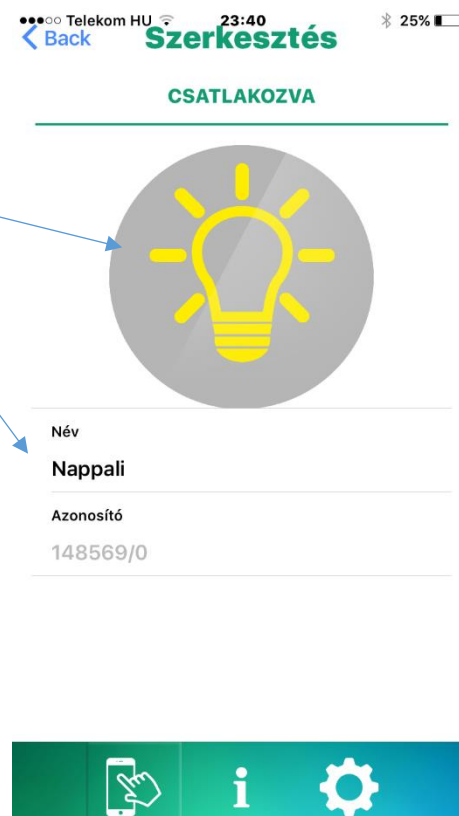 ●●●○○ Telekom HU 23:40 25%
Back Szerkesztés
CSATLAKOZVA
Név
Nappali
Azonosító
148569/0
i